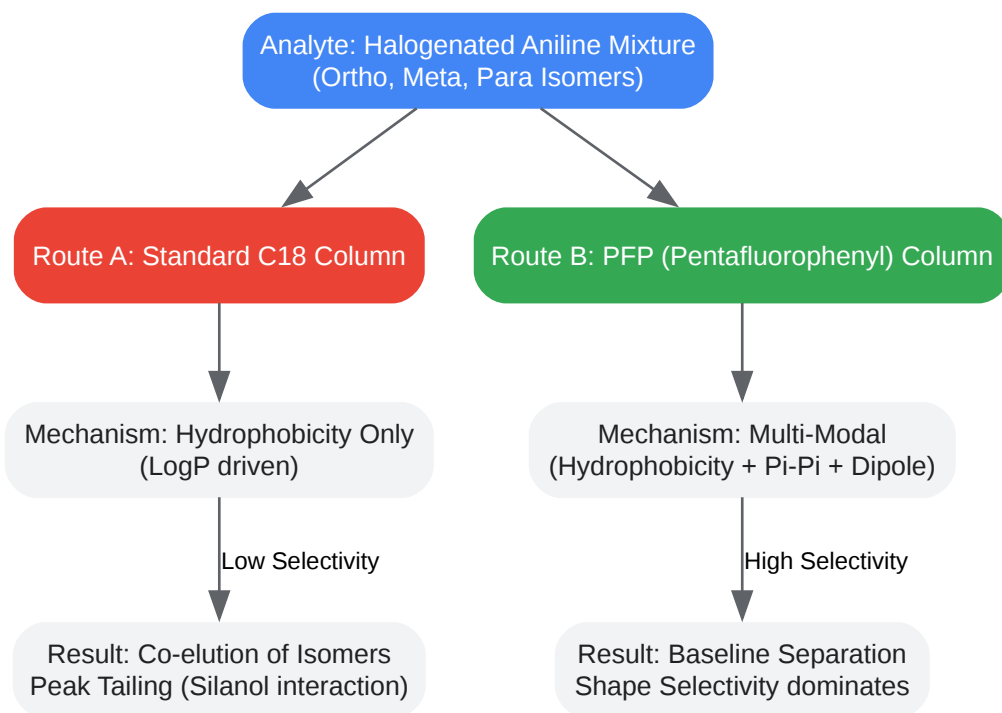 Analyte: Halogenated Aniline Mixture
(Ortho, Meta, Para Isomers)
Route A: Standard C18 Column
Route B: PFP (Pentafluorophenyl) Column
Mechanism: Hydrophobicity Only
(LogP driven)
Mechanism: Multi-Modal
(Hydrophobicity + Pi-Pi + Dipole)
Low Selectivity
High Selectivity
Result: Co-elution of Isomers
Peak Tailing (Silanol interaction)
Result: Baseline Separation
Shape Selectivity dominates